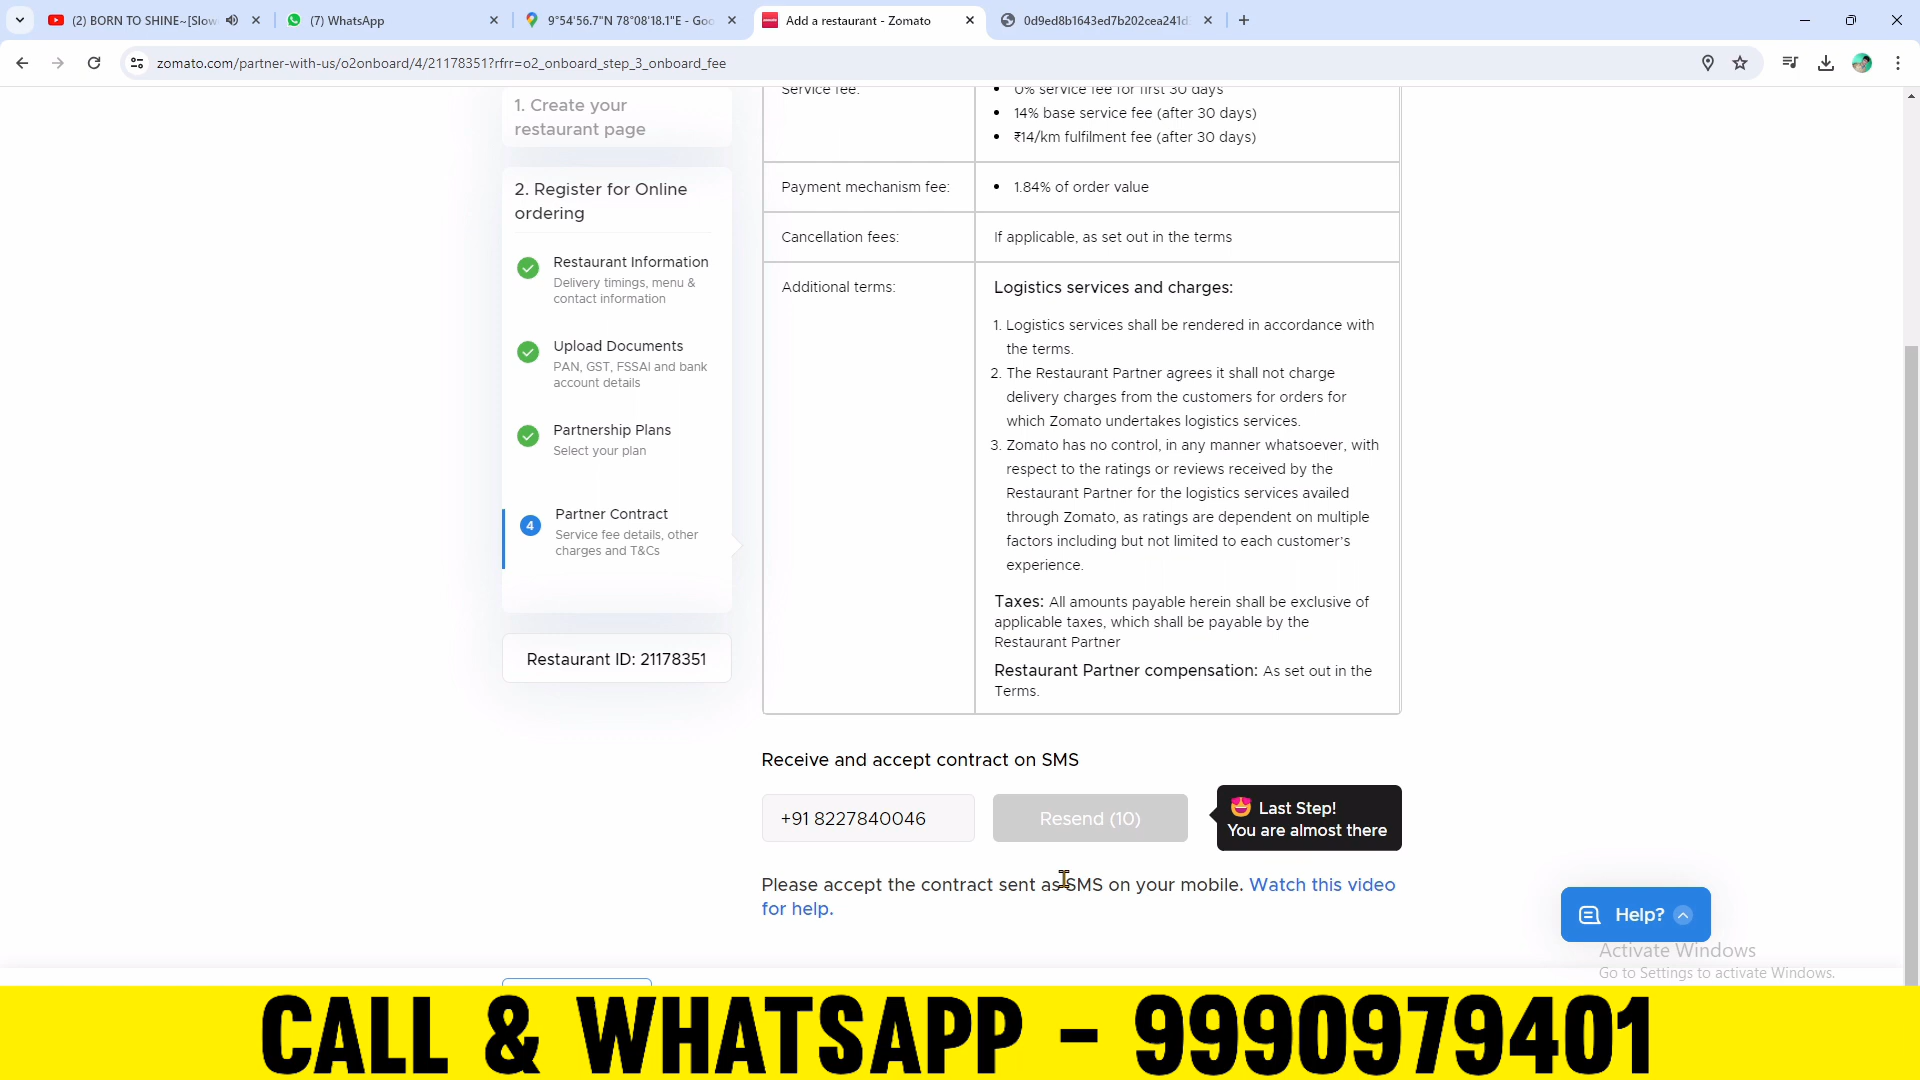 (2) BORN TO SHINE~[Slow
(7) WhatsApp
9°54'56.7"N 78°08'18.1"E - Goo
Add a restaurant - Zomato
0d9ed8b1643ed7b202cea241d
zomato.com/partner-with-us/o2onboard/4/21178351?rfrr=o2_onboard_step_3_onboard_fee
1. Create your
restaurant page
2. Register for Online
ordering
Restaurant Information
Delivery timings, menu &
contact information
Upload Documents
PAN, GST, FSSAI and bank
account details
Partnership Plans
Select your plan
4
Partner Contract
Service fee details, other
charges and T&Cs
Restaurant ID: 21178351
Service fee:
• 0% service fee for first 30 days
• 14% base service fee (after 30 days)
• ₹14/km fulfilment fee (after 30 days)
Payment mechanism fee:
• 1.84% of order value
Cancellation fees:
If applicable, as set out in the terms
Additional terms:
Logistics services and charges:
1. Logistics services shall be rendered in accordance with
the terms.
2. The Restaurant Partner agrees it shall not charge
delivery charges from the customers for orders for
which Zomato undertakes logistics services.
3. Zomato has no control, in any manner whatsoever, with
respect to the ratings or reviews received by the
Restaurant Partner for the logistics services availed
through Zomato, as ratings are dependent on multiple
factors including but not limited to each customer's
experience.
Taxes: All amounts payable herein shall be exclusive of
applicable taxes, which shall be payable by the
Restaurant Partner
Restaurant Partner compensation: As set out in the
Terms.
Receive and accept contract on SMS
+91 8227840046
Resend (10)
Last Step!
You are almost there
Please accept the contract sent as SMS on your mobile. Watch this video
for help.
Help?
Activate Windows
Go to Settings to activate Windows.
CALL & WHATSAPP - 9990979401